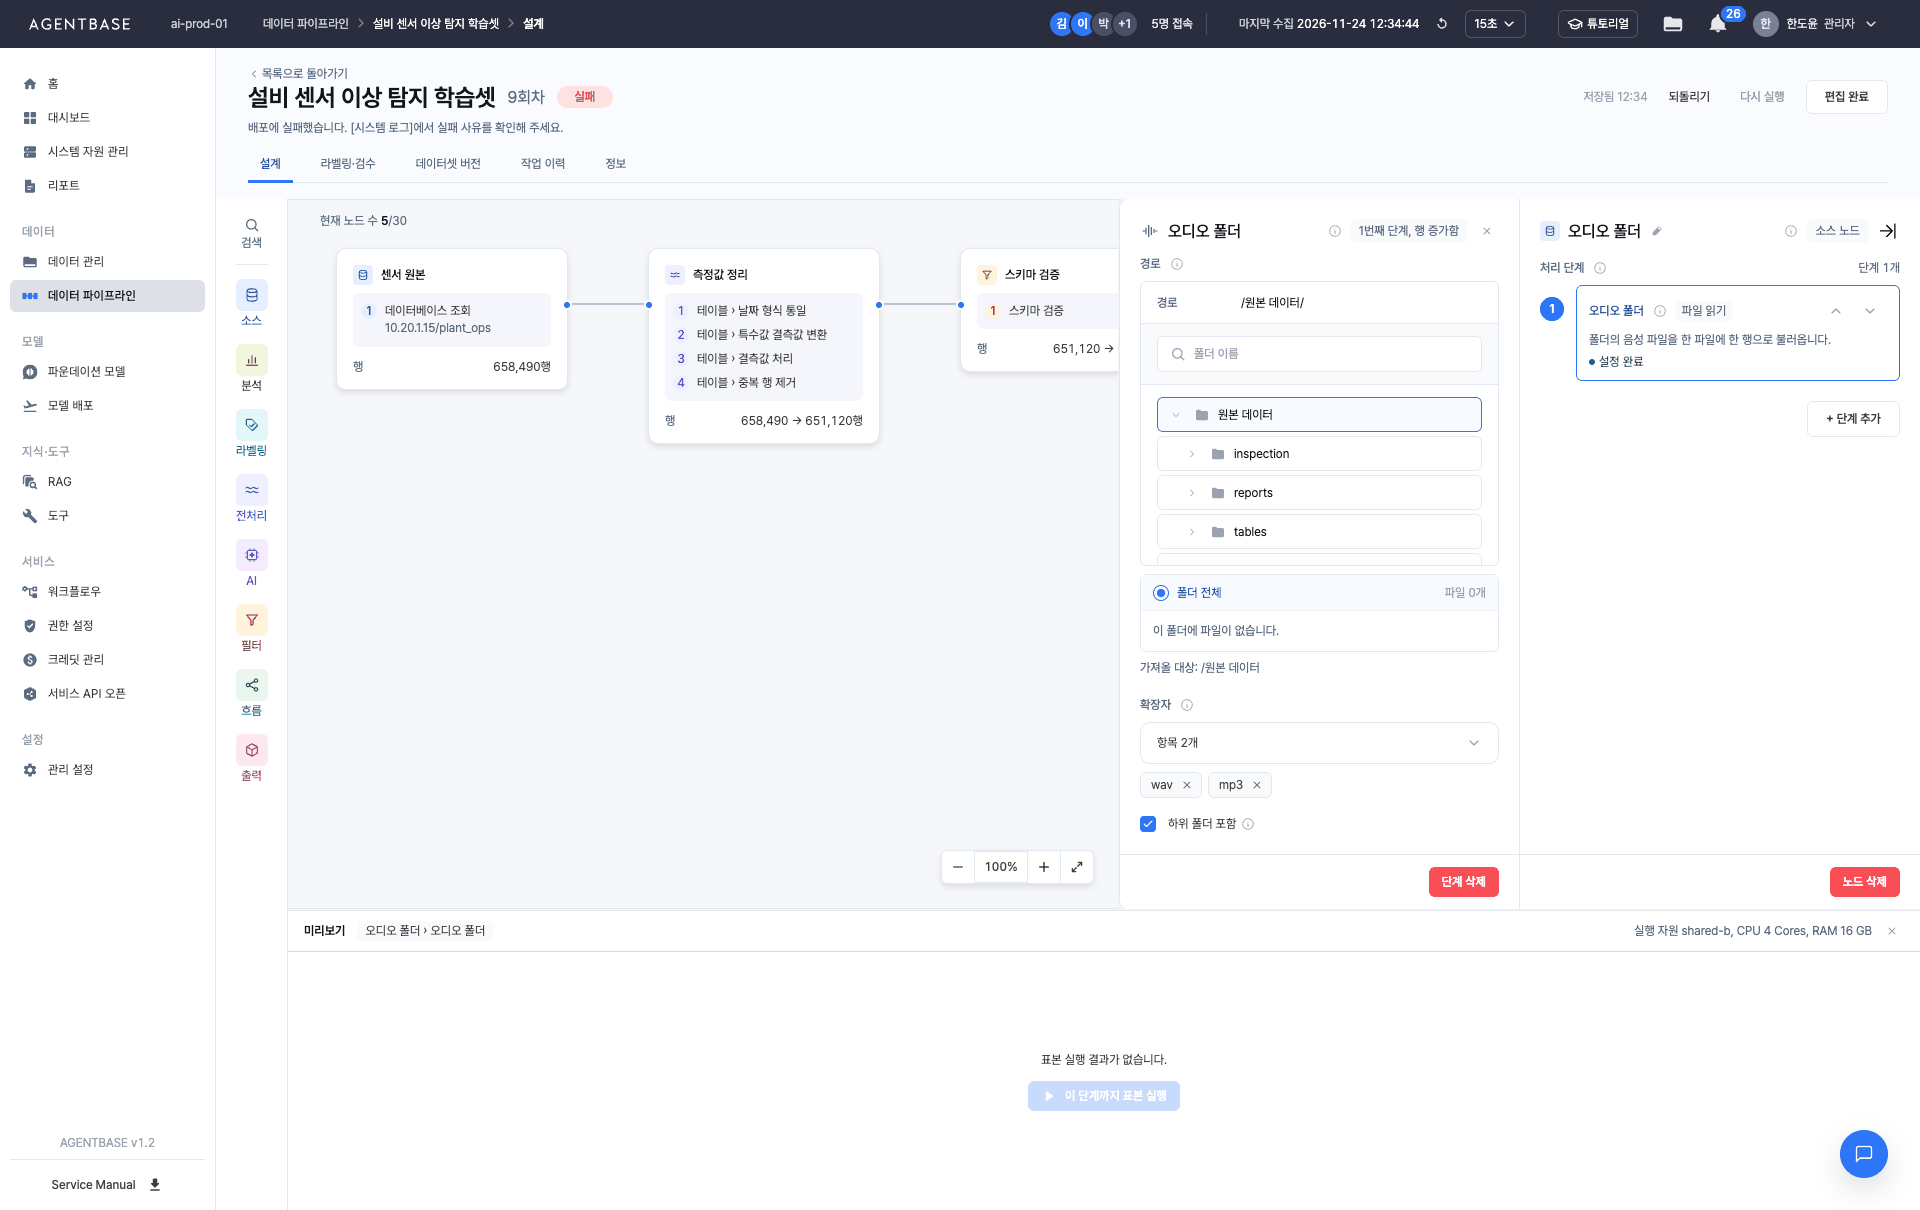 AGENTBASE
ai-prod-01
데이터 파이프라인 > 설비 센서 이상 탐지 학습셋 > 설계
김 이 박 +1 5명 접속
마지막 수집 2026-11-24 12:34:44
15초
튜토리얼
26
한 한도윤 관리자
홈
대시보드
시스템 자원 관리
리포트
데이터
데이터 관리
데이터 파이프라인
모델
파운데이션 모델
모델 배포
지식·도구
RAG
도구
서비스
워크플로우
권한 설정
크레딧 관리
서비스 API 오픈
설정
관리 설정
AGENTBASE v1.2
Service Manual
목록으로 돌아가기
설비 센서 이상 탐지 학습셋 9회차 실패
배포에 실패했습니다. [시스템 로그]에서 실패 사유를 확인해 주세요.
저장됨 12:34 되돌리기 다시 실행 편집 완료
설계 라벨링·검수 데이터셋 버전 작업 이력 정보
검색
소스
분석
라벨링
전처리
AI
필터
흐름
출력
현재 노드 수 5/30
센서 원본
1 데이터베이스 조회
10.20.1.15/plant_ops
행 658,490행
측정값 정리
1 테이블 › 날짜 형식 통일
2 테이블 › 특수값 결측값 변환
3 테이블 › 결측값 처리
4 테이블 › 중복 행 제거
행 658,490 → 651,120행
스키마 검증
1 스키마 검증
행 651,120 →
100%
오디오 폴더 1번째 단계, 행 증가함
경로
경로 /원본 데이터/
폴더 이름
원본 데이터
inspection
reports
tables
폴더 전체 파일 0개
이 폴더에 파일이 없습니다.
가져올 대상: /원본 데이터
확장자
항목 2개
wav mp3
하위 폴더 포함
단계 삭제
오디오 폴더 소스 노드
처리 단계 단계 1개
1 오디오 폴더 파일 읽기
폴더의 음성 파일을 한 파일에 한 행으로 불러옵니다.
설정 완료
+ 단계 추가
노드 삭제
미리보기 오디오 폴더 › 오디오 폴더
실행 자원 shared-b, CPU 4 Cores, RAM 16 GB
표본 실행 결과가 없습니다.
이 단계까지 표본 실행